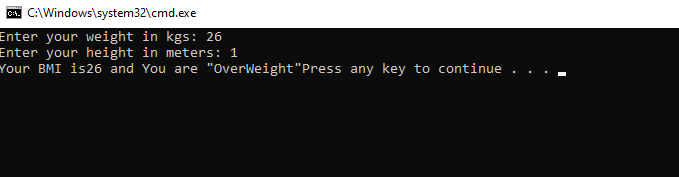 C:\Windows\system32\cmd.exe
Enter your weight in kgs: 26
Enter your height in meters: 1
Your BMI is26 and You are "OverWeight"Press any key to continue . . .